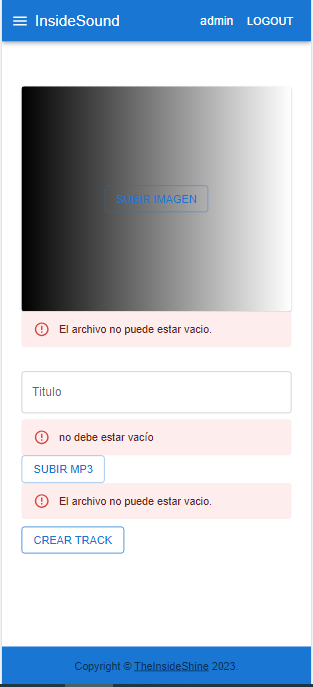 InsideSound admin LOGOUT
SUBIR IMAGEN
El archivo no puede estar vacio.
Titulo
no debe estar vacío
SUBIR MP3
El archivo no puede estar vacio.
CREAR TRACK
Copyright © TheInsideShine 2023.